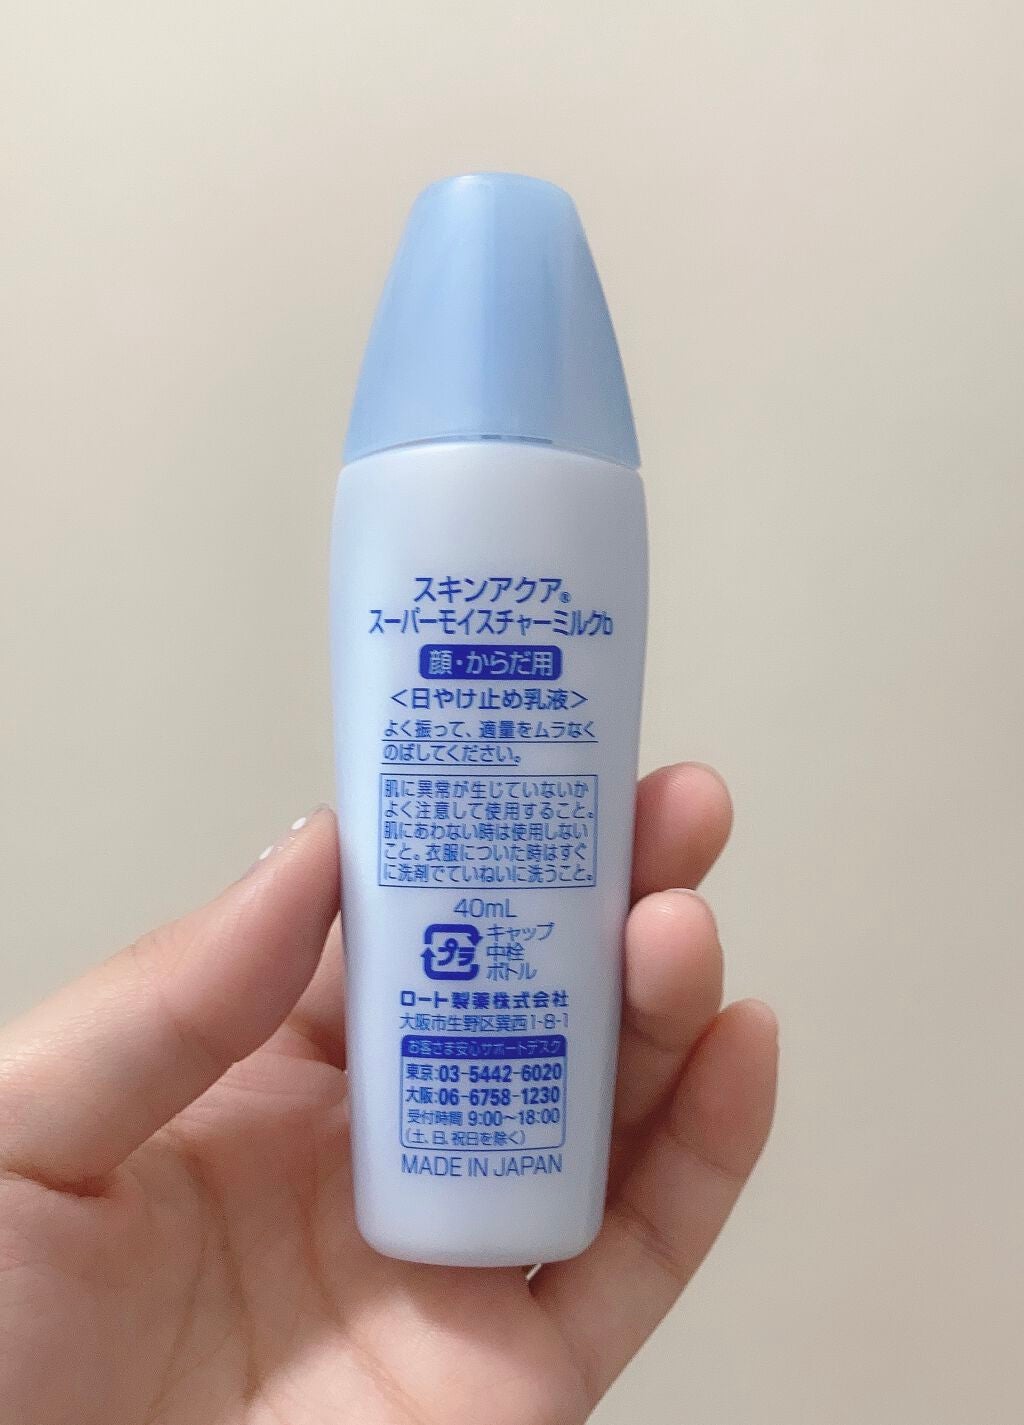 スキンアクア®
スーパーモイスチャーミルクb
顔・からだ用
＜日やけ止め乳液＞
よく振って、適量をムラなく
のばしてください。
肌に異常が生じていないか
よく注意して使用すること。
肌にあわない時は使用しない
こと。衣服についた時はすぐ
に洗剤でていねいに洗うこと。
40mL
プラ
キャップ
中栓
ボトル
ロート製薬株式会社
大阪市生野区巽西1-8-1
お客さま安心サポートデスク
東京:03-5442-6020
大阪:06-6758-1230
受付時間 9:00〜18:00
(土、日、祝日を除く)
MADE IN JAPAN